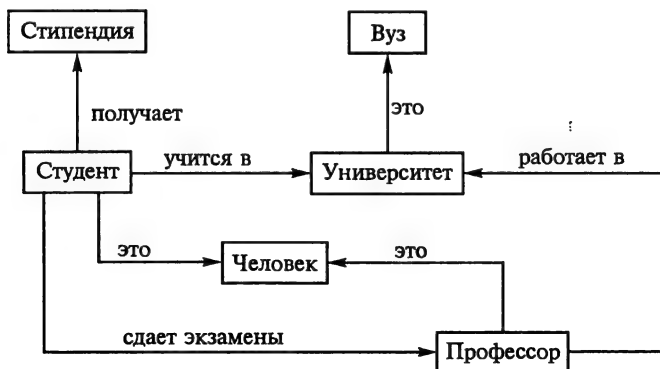 Стипендия
Вуз
получает
это
Студент
учится в
Университет
работает в
это
Человек
это
сдает экзамены
Профессор